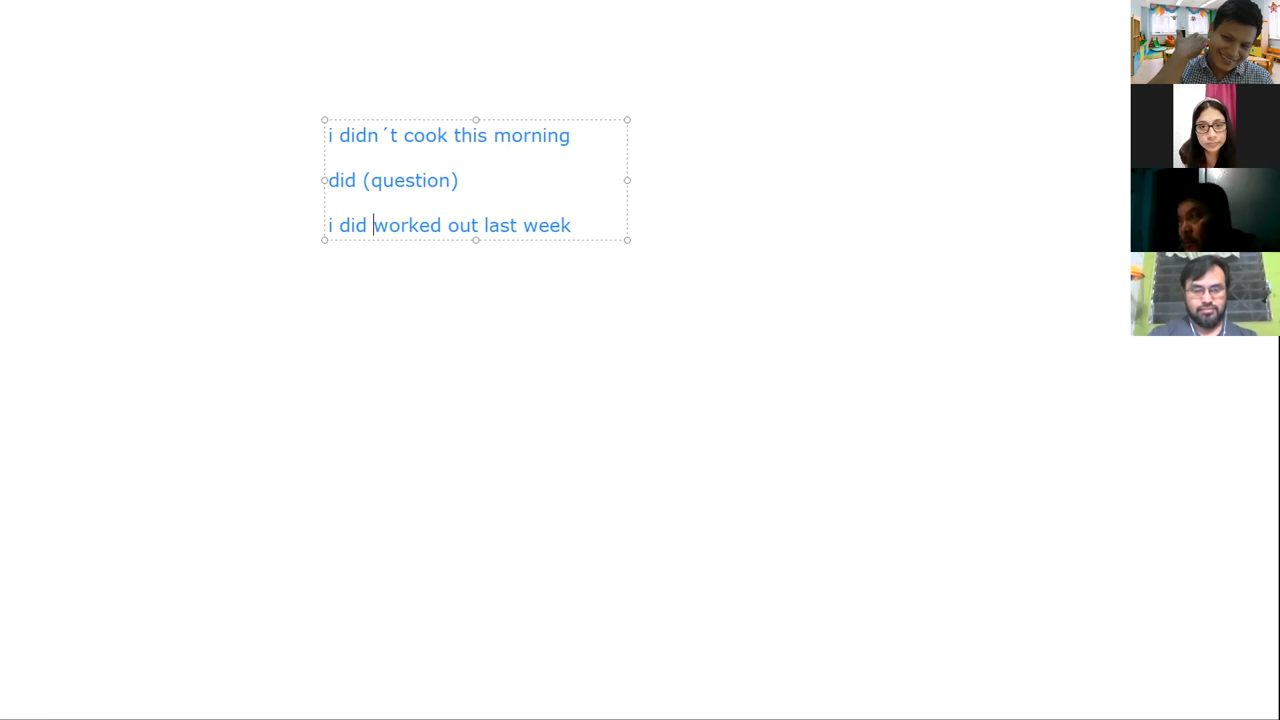 i didn´t cook this morning
did (question)
i did worked out last week